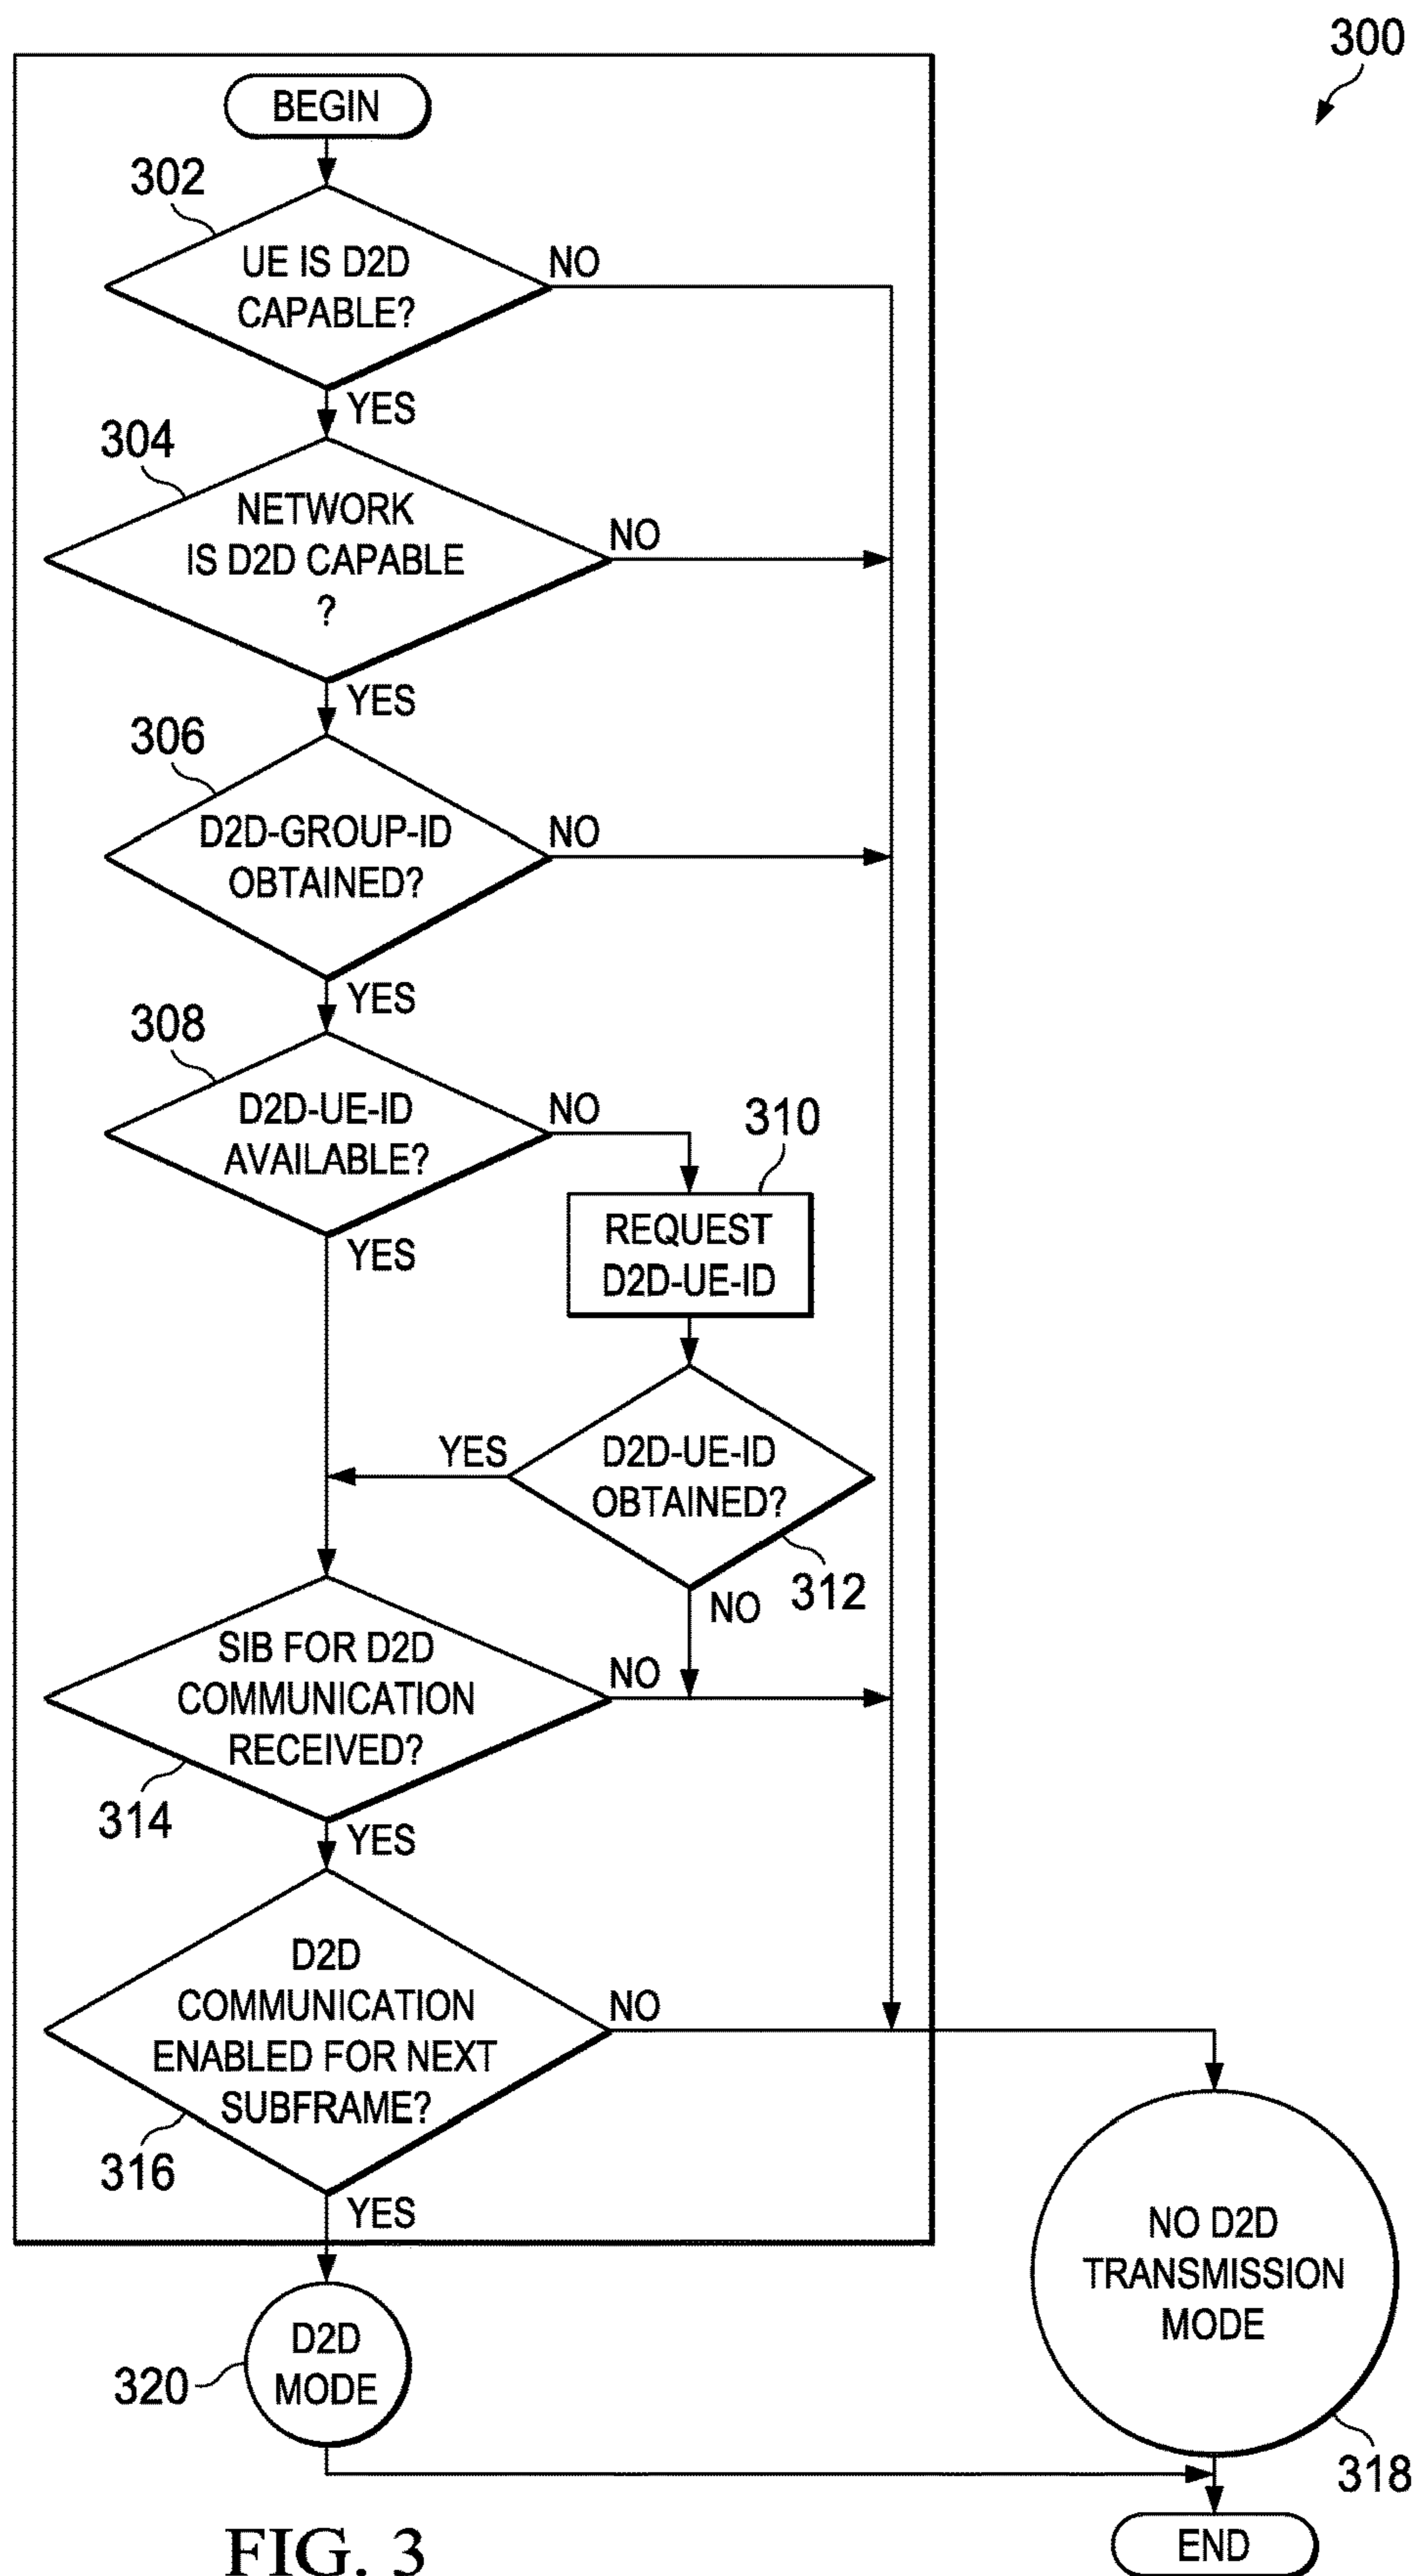 300
BEGIN
302
UE IS D2D
CAPABLE?
NO
YES
304
NETWORK
IS D2D CAPABLE
?
NO
YES
306
D2D-GROUP-ID
OBTAINED?
NO
YES
308
D2D-UE-ID
AVAILABLE?
NO
YES
310
REQUEST
D2D-UE-ID
D2D-UE-ID
OBTAINED?
YES
NO
312
SIB FOR D2D
COMMUNICATION
RECEIVED?
NO
314
YES
D2D
COMMUNICATION
ENABLED FOR NEXT
SUBFRAME?
NO
316
YES
NO D2D
TRANSMISSION
MODE
318
D2D
MODE
320
END
FIG. 3